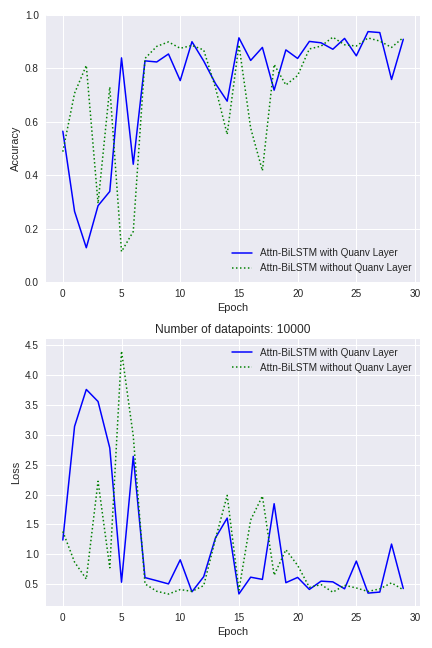 1.0
0.8
0.6
0.4
0.2
0.0
Accuracy
Attn-BiLSTM with Quanv Layer
Attn-BiLSTM without Quanv Layer
0 5 10 15 20 25 30
Epoch
Number of datapoints: 10000
4.5
4.0
3.5
3.0
2.5
2.0
1.5
1.0
0.5
Loss
Attn-BiLSTM with Quanv Layer
Attn-BiLSTM without Quanv Layer
0 5 10 15 20 25 30
Epoch